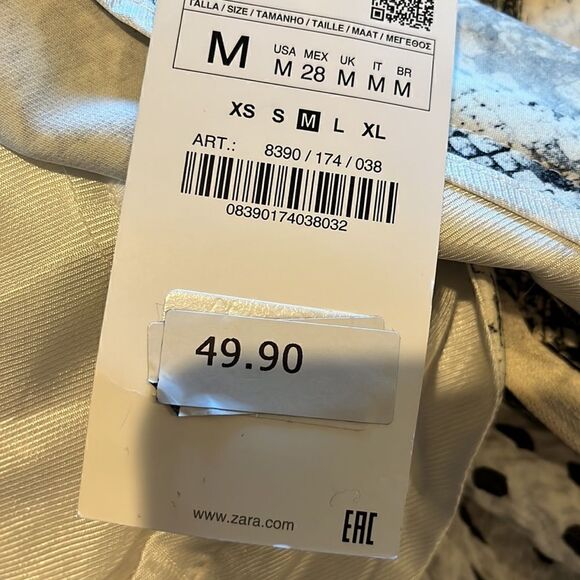 TALLA / SIZE / TAMANHO / TAILLE / MAAT / ΜΕΓΕΘΟΣ
M
USA MEX UK IT BR
M 28 M M M
XS S M L XL
ART.: 8390 / 174 / 038
08390174038032
49.90
www.zara.com
EAC